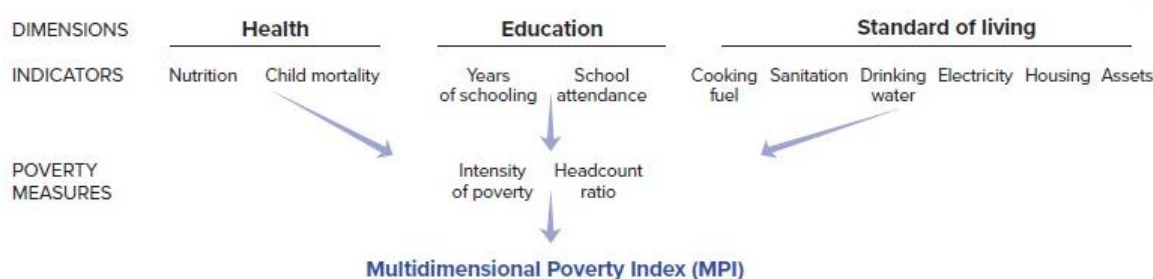 DIMENSIONS Health Education Standard of living
INDICATORS Nutrition Child mortality Years of schooling School attendance Cooking fuel Sanitation Drinking water Electricity Housing Assets
POVERTY MEASURES Intensity of poverty Headcount ratio
Multidimensional Poverty Index (MPI)